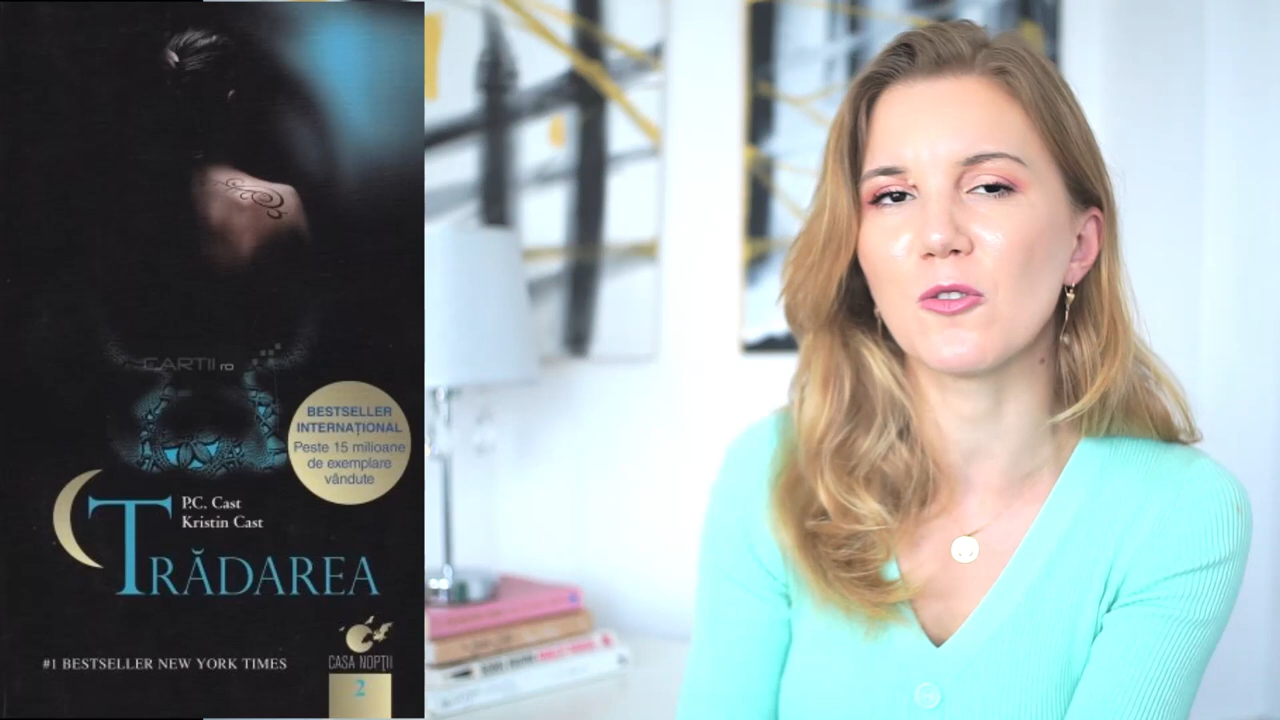 CARTII.ro
BESTSELLER
INTERNAȚIONAL
Peste 15 milioane
de exemplare
vândute
P.C. Cast
Kristin Cast
TRĂDAREA
#1 BESTSELLER NEW YORK TIMES
CASA NOPȚII
2